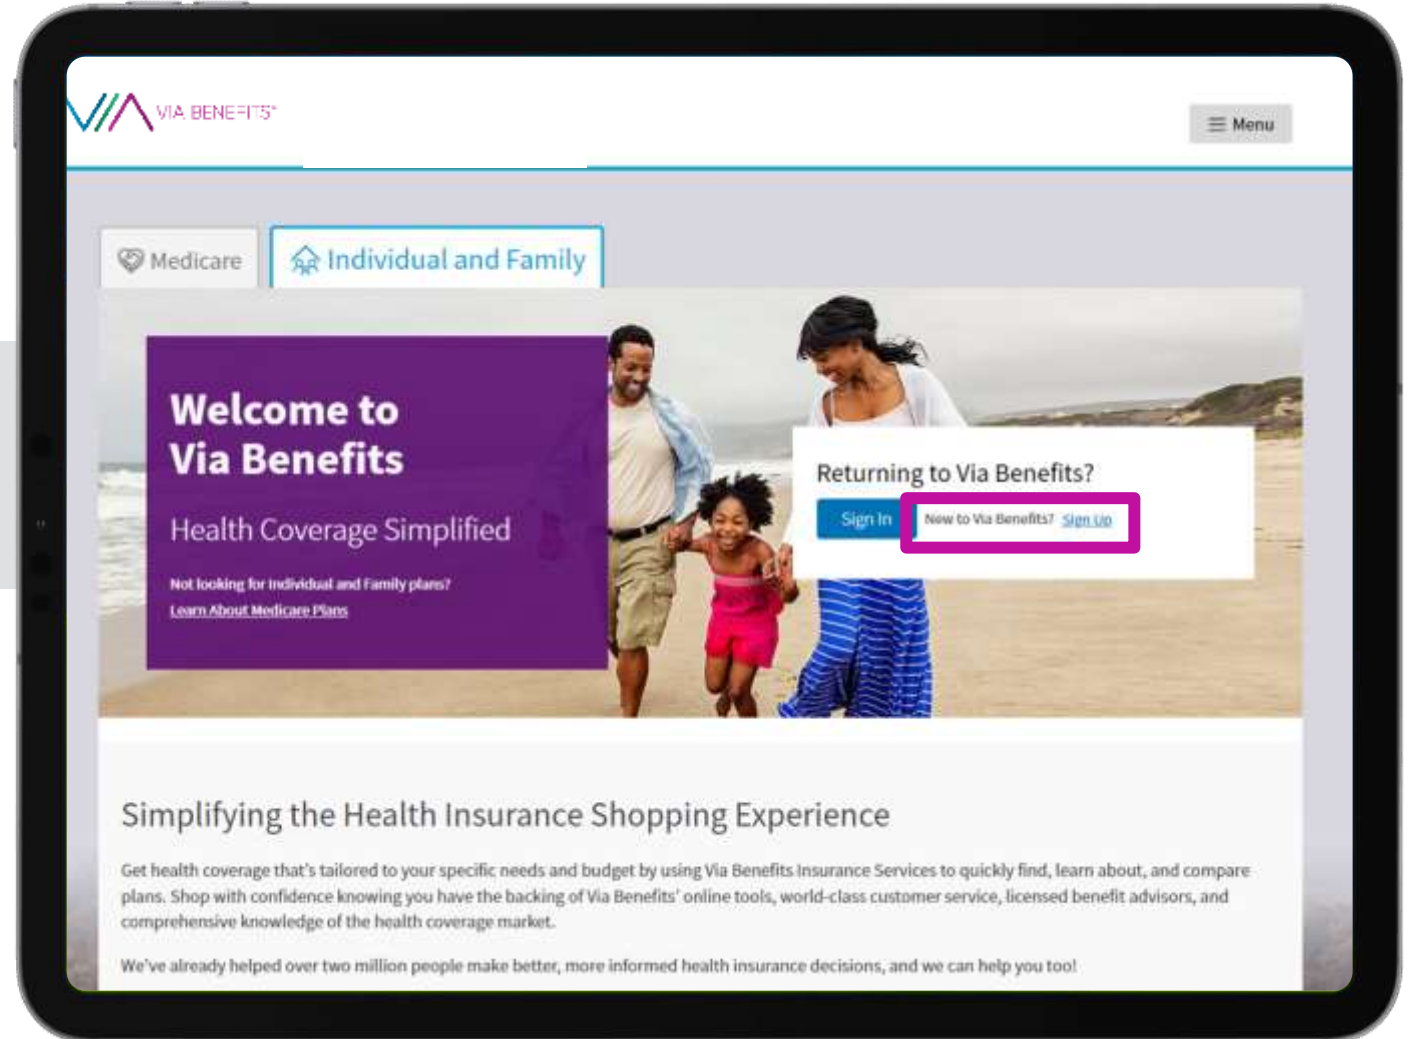 VIA BENEFITS
Menu
Medicare
Individual and Family
Welcome to
Via Benefits
Health Coverage Simplified
Not looking for Individual and Family plans?
Learn About Medicare Plans
Returning to Via Benefits?
Sign In
New to Via Benefits? Sign Up
Simplifying the Health Insurance Shopping Experience
Get health coverage that's tailored to your specific needs and budget by using Via Benefits Insurance Services to quickly find, learn about, and compare
plans. Shop with confidence knowing you have the backing of Via Benefits' online tools, world-class customer service, licensed benefit advisors, and
comprehensive knowledge of the health coverage market.
We've already helped over two million people make better, more informed health insurance decisions, and we can help you too!